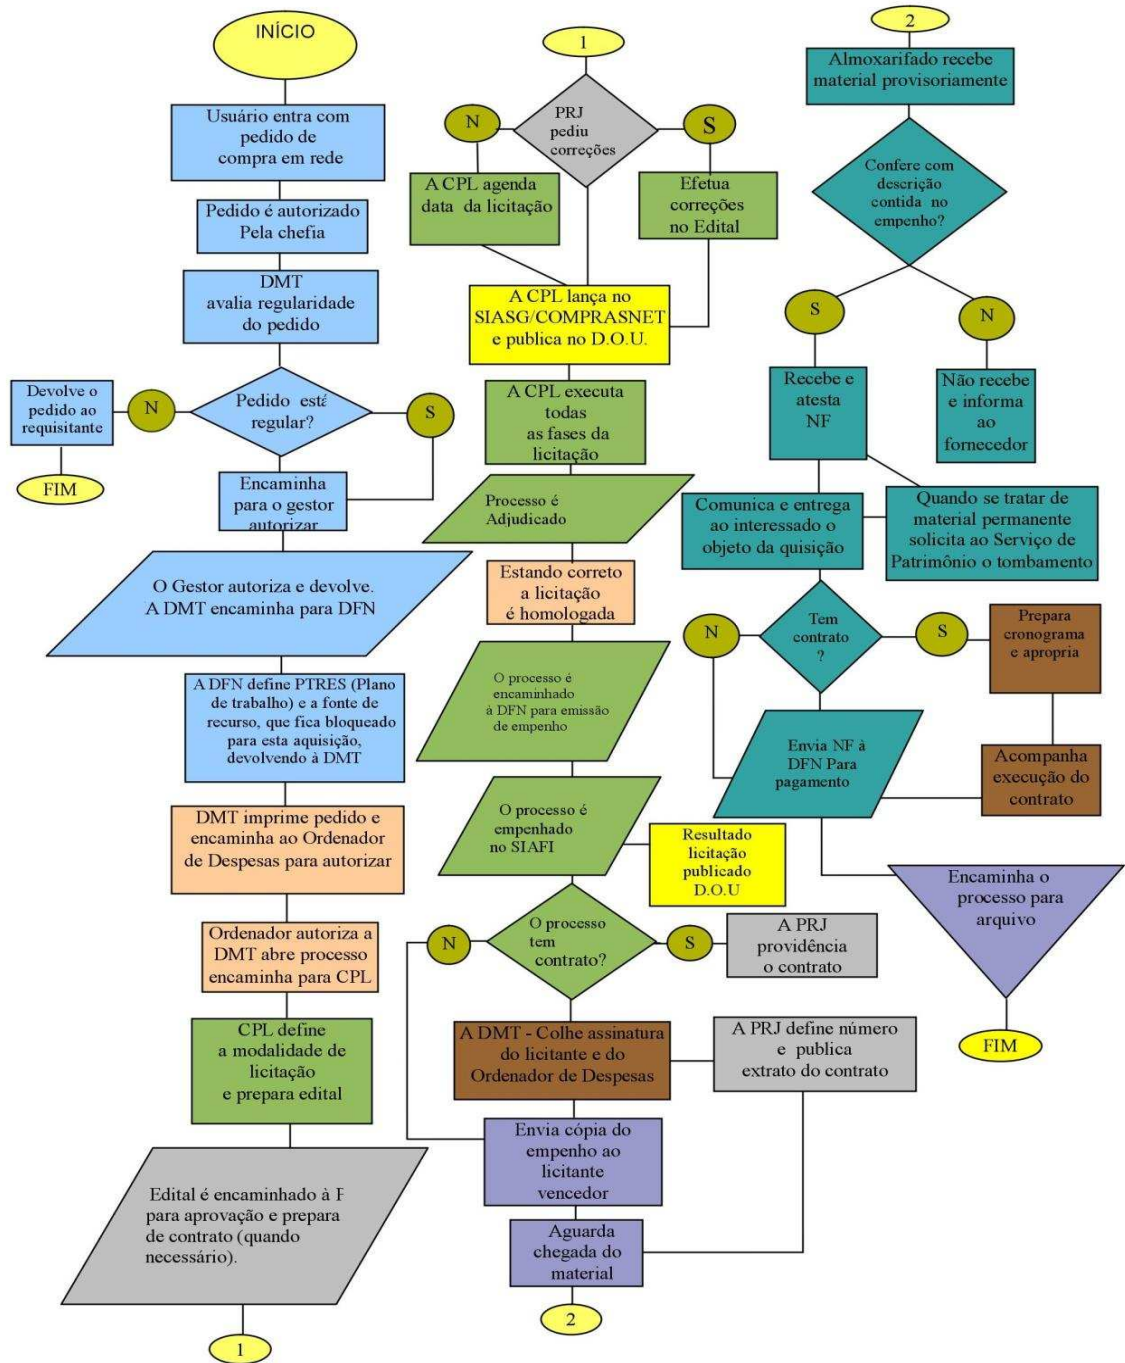 INÍCIO
Usuário entra com
pedido de
compra em rede
Pedido é autorizado
Pela chefia
DMT
avalia regularidade
do pedido
Pedido está
regular?
N
S
Devolve o
pedido ao
requisitante
FIM
Encaminha
para o gestor
autorizar
O Gestor autoriza e devolve.
A DMT encaminha para DFN
A DFN define PTRES (Plano
de trabalho) e a fonte de
recurso, que fica bloqueado
para esta aquisição,
devolvendo à DMT
DMT imprime pedido e
encaminha ao Ordenador
de Despesas para autorizar
Ordenador autoriza a
DMT abre processo
encaminha para CPL
CPL define
a modalidade de
licitação
e prepara edital
Edital é encaminhado à
para aprovação e prepara
de contrato (quando
necessário).
1
1
PRJ
pediu
correções
N
S
A CPL agenda
data da licitação
Efetua
correções
no Edital
A CPL lança no
SIASG/COMPRASNET
e publica no D.O.U.
A CPL executa
todas
as fases da
licitação
Processo é
Adjudicado
Estando correto
a licitação
é homologada
O processo é
encaminhado
à DFN para emissão
de empenho
O processo é
empenhado
no SIAFI
Resultado
licitação
publicado
D.O.U
O processo
tem
contrato?
N
S
A PRJ
providência
o contrato
A DMT - Colhe assinatura
do licitante e do
Ordenador de Despesas
A PRJ define número
e publica
extrato do contrato
Envia cópia do
empenho ao
licitante
vencedor
Aguarda
chegada do
material
2
2
Almoxarifado recebe
material provisoriamente
Confere com
descrição
contida no
empenho?
S
N
Recebe e
atesta
NF
Não recebe
e informa
ao
fornecedor
Comunica e entrega
ao interessado o
objeto da quisição
Quando se tratar de
material permanente
solicita ao Serviço de
Patrimônio o tombamento
Tem
contrato
?
N
S
Prepara
cronograma
e apropria
Envia NF à
DFN Para
pagamento
Acompanha
execução do
contrato
Encaminha o
processo para
arquivo
FIM